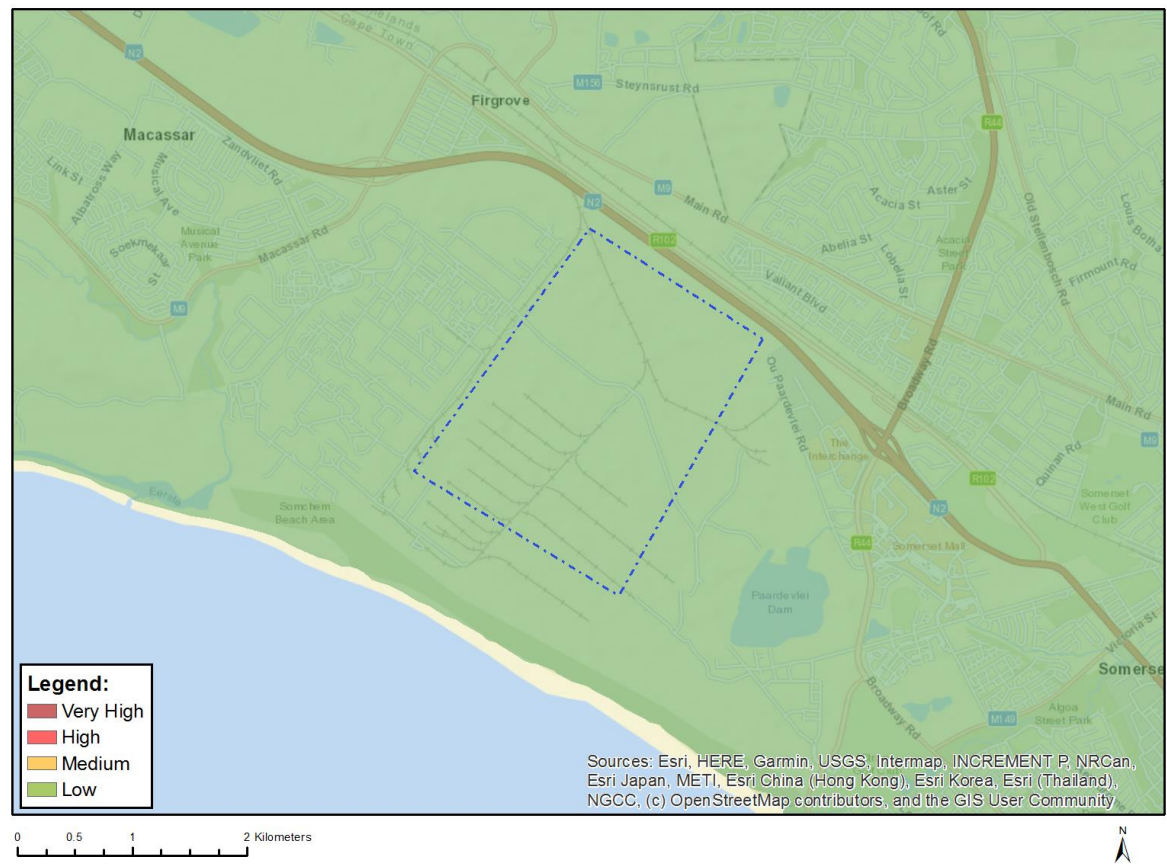 N2
Cape Town
M156
Steynsrust Rd
Firgrove
Macassar
Zandvliet Rd
R44
Link St
Albatross Way
Musical Ave
M9
Main Rd
Aster St
Acacia St
Old Stellenbosch Rd
Louis Botha
N2
R102
Musical
Avenue
Park
Macassar Rd
Soekmekaar
St
Abelia St
Lobelia St
Acacia
Street
Park
Firmount Rd
Valiant Blvd
M9
Ou Paardevlei Rd
Broadway Rd
Main Rd
M9
The
Interchange
Quinan Rd
R102
Eerste
Somchem
Beach Area
N2
Somerset
West Golf
Club
R44
Somerset Mall
Paardevlei
Dam
Victoria St
Somerse
Broadway Rd
M149
Algoa
Street Park
Legend:
Very High
High
Medium
Low
Sources: Esri, HERE, Garmin, USGS, Intermap, INCREMENT P, NRCan,
Esri Japan, METI, Esri China (Hong Kong), Esri Korea, Esri (Thailand),
NGCC, (c) OpenStreetMap contributors, and the GIS User Community
0 0.5 1 2 Kilometers
N